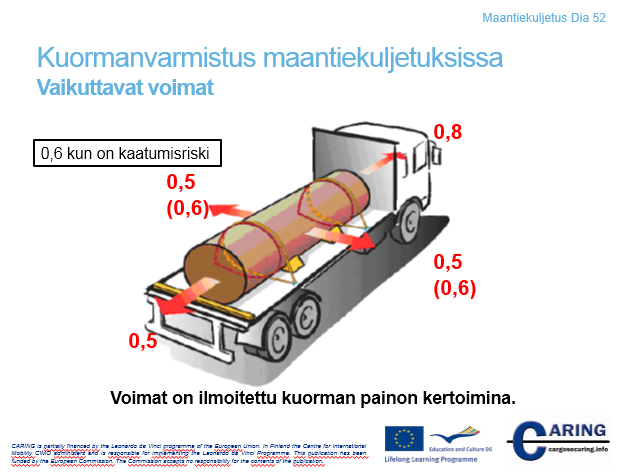 Maantiekuljetus Dia 52
Kuormanvarmistus maantiekuljetuksissa
Vaikuttavat voimat
0,6 kun on kaatumisriski
0,8
0,5
(0,6)
0,5
(0,6)
0,5
Voimat on ilmoitettu kuorman painon kertoimina.
CARING is partially financed by the Leonardo da Vinci programme of the European Union. In Finland the Centre for International
Mobility CIMO administers and is responsible for implementing the Leonardo da Vinci Programme. This publication has been
funded by the European Commission. The Commission accepts no responsibility for the contents of the publication.
Education and Culture DG
Lifelong Learning Programme
CARING
cargosecuring.info